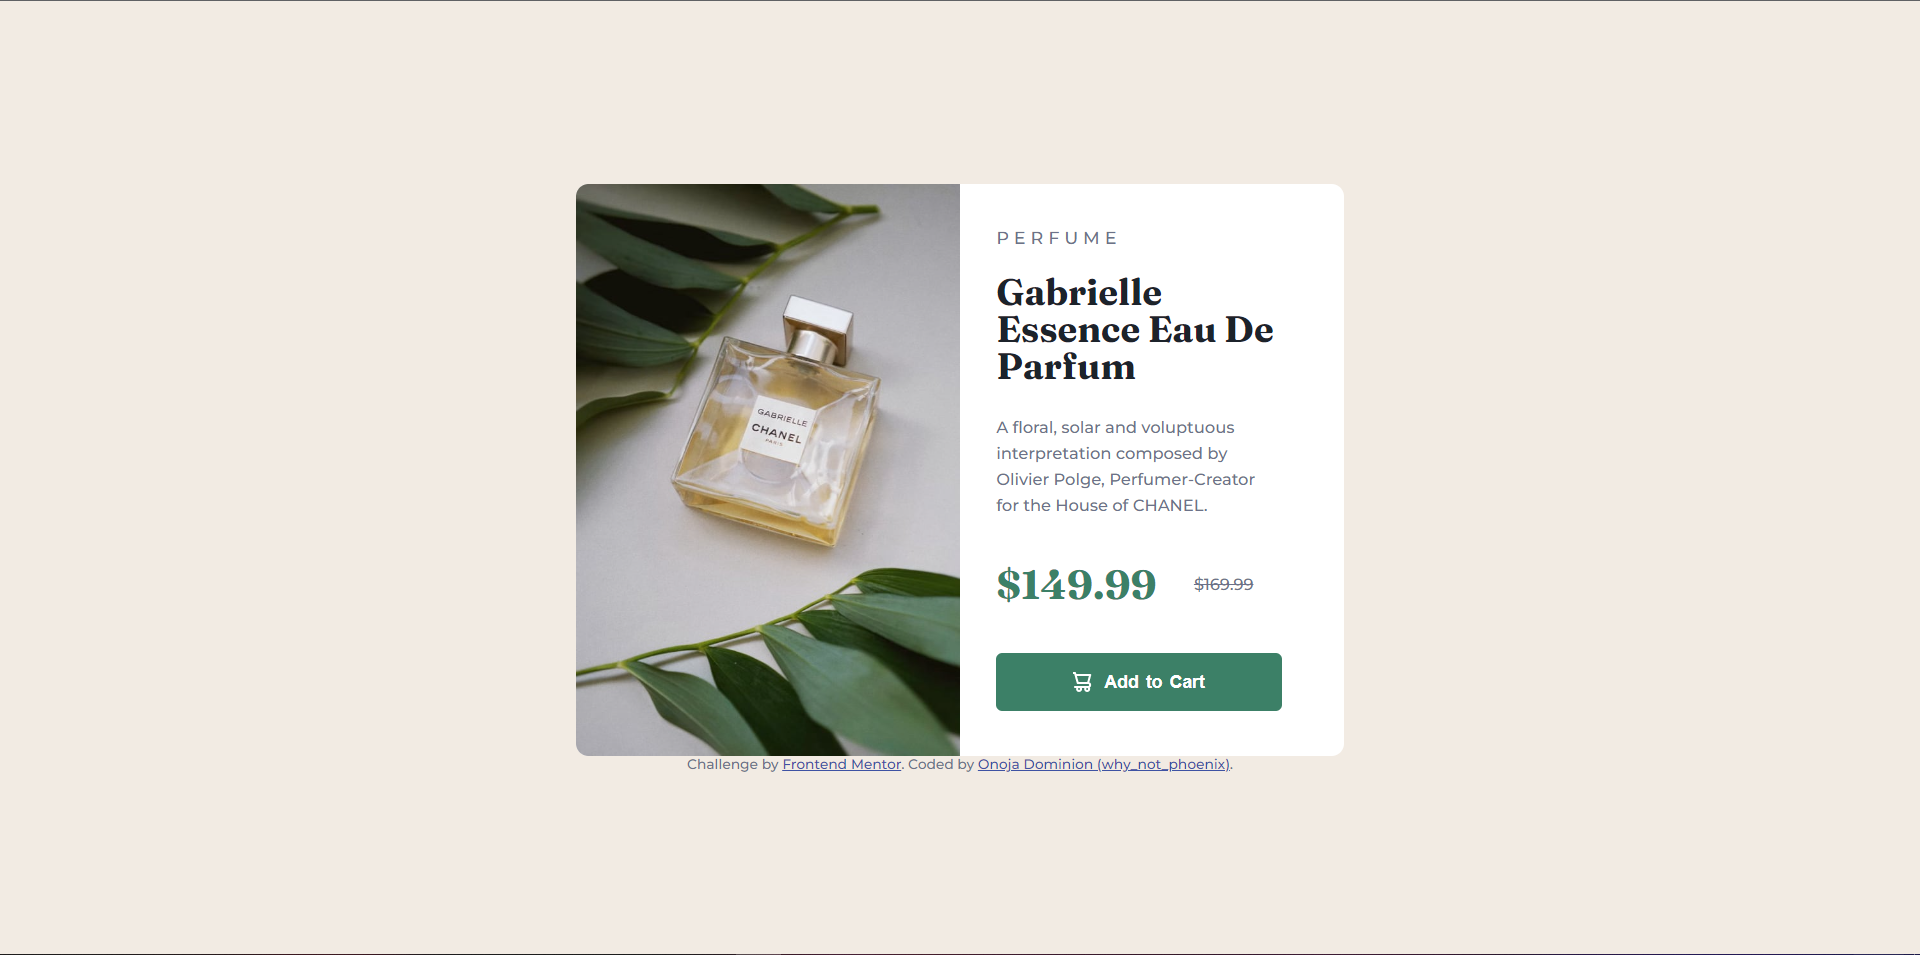 GABRIELLE
CHANEL
PARIS
PERFUME
Gabrielle
Essence Eau De
Parfum
A floral, solar and voluptuous
interpretation composed by
Olivier Polge, Perfumer-Creator
for the House of CHANEL.
$149.99 $169.99
Add to Cart
Challenge by Frontend Mentor. Coded by Onoja Dominion (why_not_phoenix).